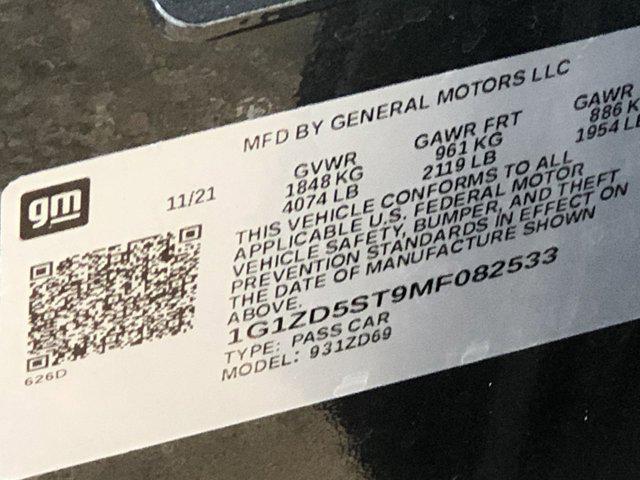 MFD BY GENERAL MOTORS LLC
gm
11/21
GVWR
1848 KG
4074 LB
GAWR FRT
961 KG
2119 LB
GAWR
886 K
1954 LB
THIS VEHICLE CONFORMS TO ALL
APPLICABLE U.S. FEDERAL MOTOR
VEHICLE SAFETY, BUMPER, AND THEFT
PREVENTION STANDARDS IN EFFECT ON
THE DATE OF MANUFACTURE SHOWN
ABOVE.
1G1ZD5ST9MF082533
TYPE: PASS CAR
MODEL: 931ZD69
626D